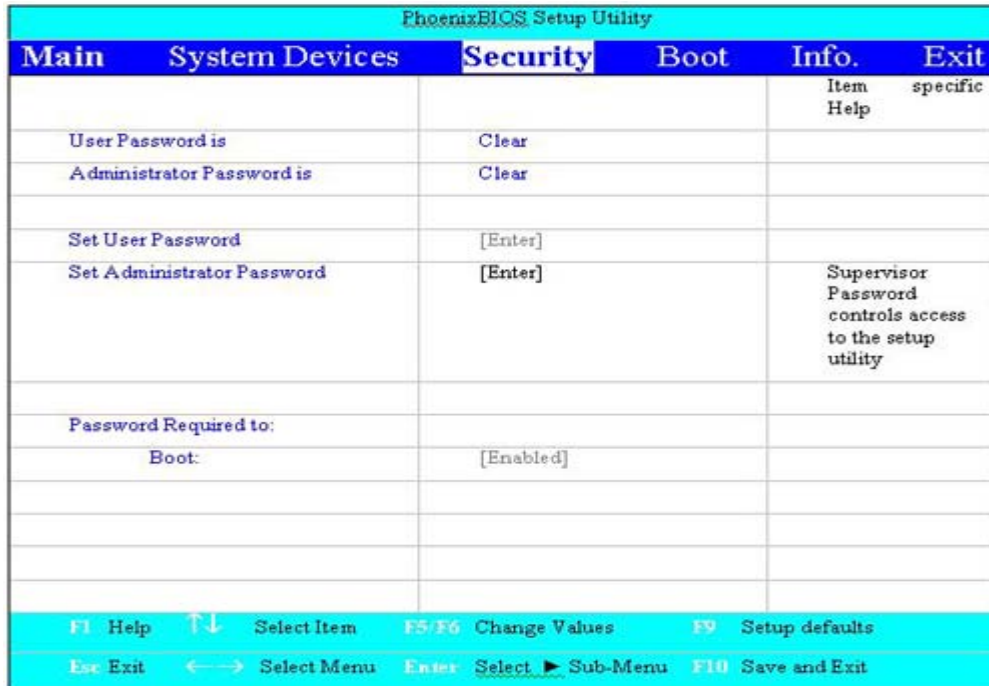 PhoenixBIOS Setup Utility
Main System Devices Security Boot Info. Exit
Item specific
Help
User Password is Clear
Administrator Password is Clear
Set User Password [Enter]
Set Administrator Password [Enter]
Supervisor
Password
controls access
to the setup
utility
Password Required to:
Boot: [Enabled]
F1 Help ↑↓ Select Item F5/F6 Change Values F9 Setup defaults
Esc Exit ←→ Select Menu Enter Select ► Sub-Menu F10 Save and Exit